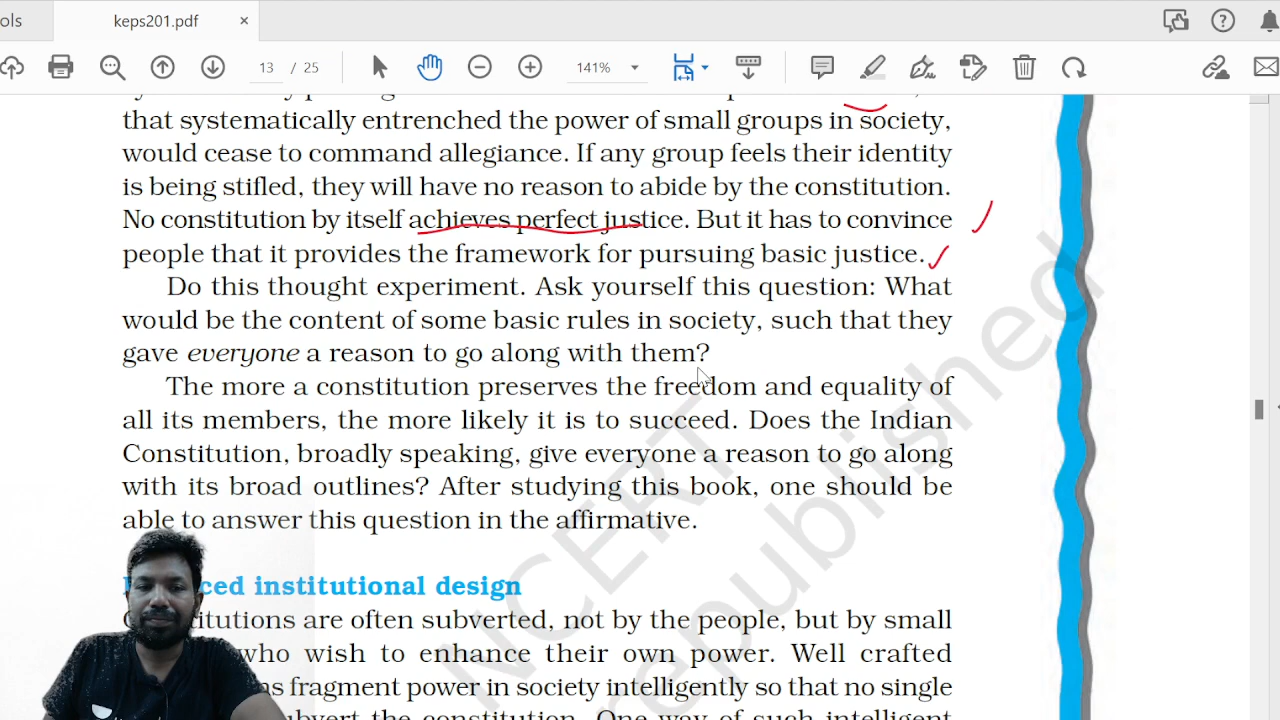 ols
keps201.pdf
13 / 25
141%
that systematically entrenched the power of small groups in society,
would cease to command allegiance. If any group feels their identity
is being stifled, they will have no reason to abide by the constitution.
No constitution by itself achieves perfect justice. But it has to convince
people that it provides the framework for pursuing basic justice.
Do this thought experiment. Ask yourself this question: What
would be the content of some basic rules in society, such that they
gave everyone a reason to go along with them?
The more a constitution preserves the freedom and equality of
all its members, the more likely it is to succeed. Does the Indian
Constitution, broadly speaking, give everyone a reason to go along
with its broad outlines? After studying this book, one should be
able to answer this question in the affirmative.
institutional design
are often subverted, not by the people, but by small
who wish to enhance their own power. Well crafted
fragment power in society intelligently so that no single
the constitution. One way of such intelligent
NCERT
republished